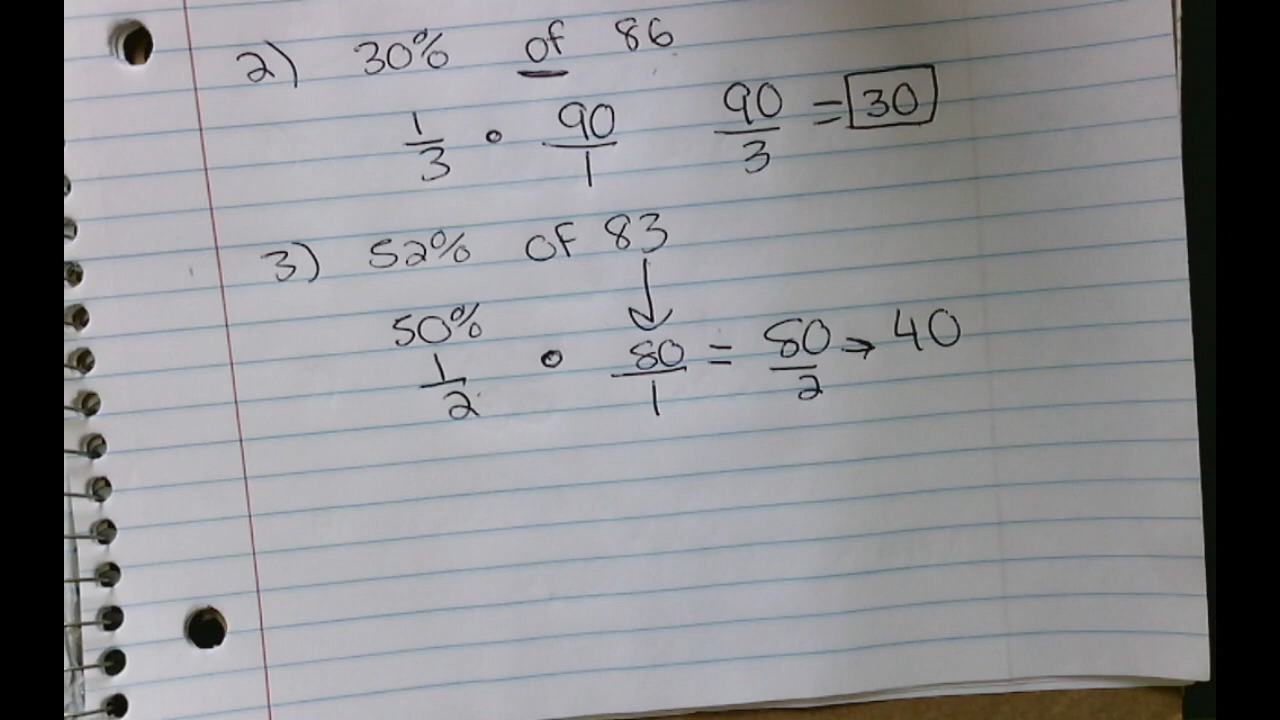 2) 30% of 86
1/3 • 90/1 90/3 = 30
3) 52% of 83
50%
1/2 • 80/1 = 80/2 → 40